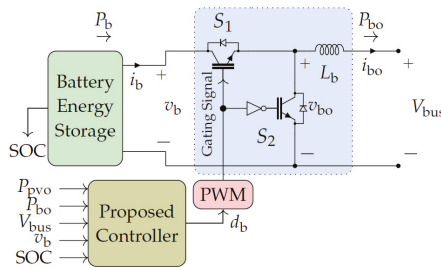 P_b
S_1
P_bo
i_b
+
+
L_b
i_bo
+
Battery
Energy
Storage
v_b
Gating Signal
S_2
v_bo
V_bus
SOC
−
−
−
P_pvo
P_bo
V_bus
v_b
SOC
Proposed
Controller
PWM
d_b